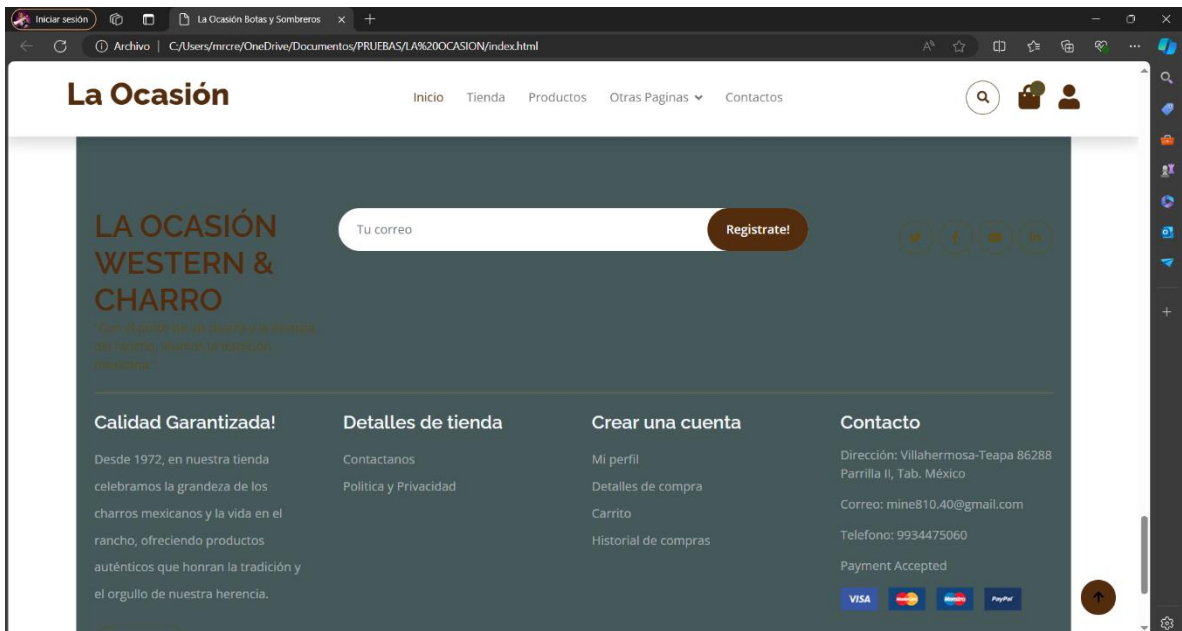 Iniciar sesión
La Ocasión Botas y Sombreros
Archivo | C:/Users/mrcre/OneDrive/Documentos/PRUEBAS/LA%20OCASION/index.html
La Ocasión
Inicio Tienda Productos Otras Paginas Contactos
LA OCASIÓN
WESTERN &
CHARRO
Tu correo
Registrate!
Calidad Garantizada!
Desde 1972, en nuestra tienda
celebramos la grandeza de los
charros mexicanos y la vida en el
rancho, ofreciendo productos
auténticos que honran la tradición y
el orgullo de nuestra herencia.
Detalles de tienda
Contactanos
Politica y Privacidad
Crear una cuenta
Mi perfil
Detalles de compra
Carrito
Historial de compras
Contacto
Dirección: Villahermosa-Teapa 86288
Parrilla II, Tab. México
Correo: mine810.40@gmail.com
Telefono: 9934475060
Payment Accepted
VISA PayPal